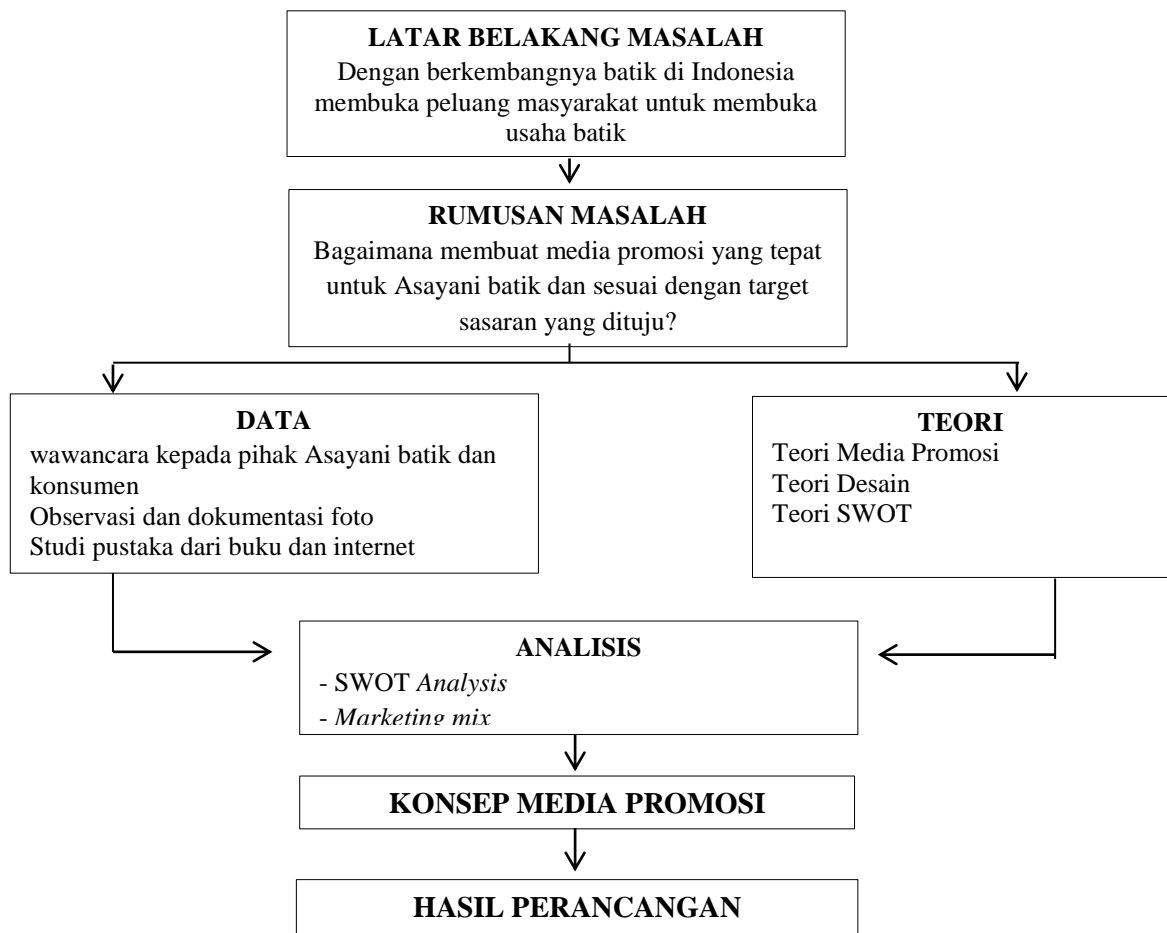 LATAR BELAKANG MASALAH
Dengan berkembangnya batik di Indonesia
membuka peluang masyarakat untuk membuka
usaha batik
RUMUSAN MASALAH
Bagaimana membuat media promosi yang tepat
untuk Asayani batik dan sesuai dengan target
sasaran yang dituju?
DATA
wawancara kepada pihak Asayani batik dan
konsumen
Observasi dan dokumentasi foto
Studi pustaka dari buku dan internet
TEORI
Teori Media Promosi
Teori Desain
Teori SWOT
ANALISIS
- SWOT Analysis
- Marketing mix
KONSEP MEDIA PROMOSI
HASIL PERANCANGAN